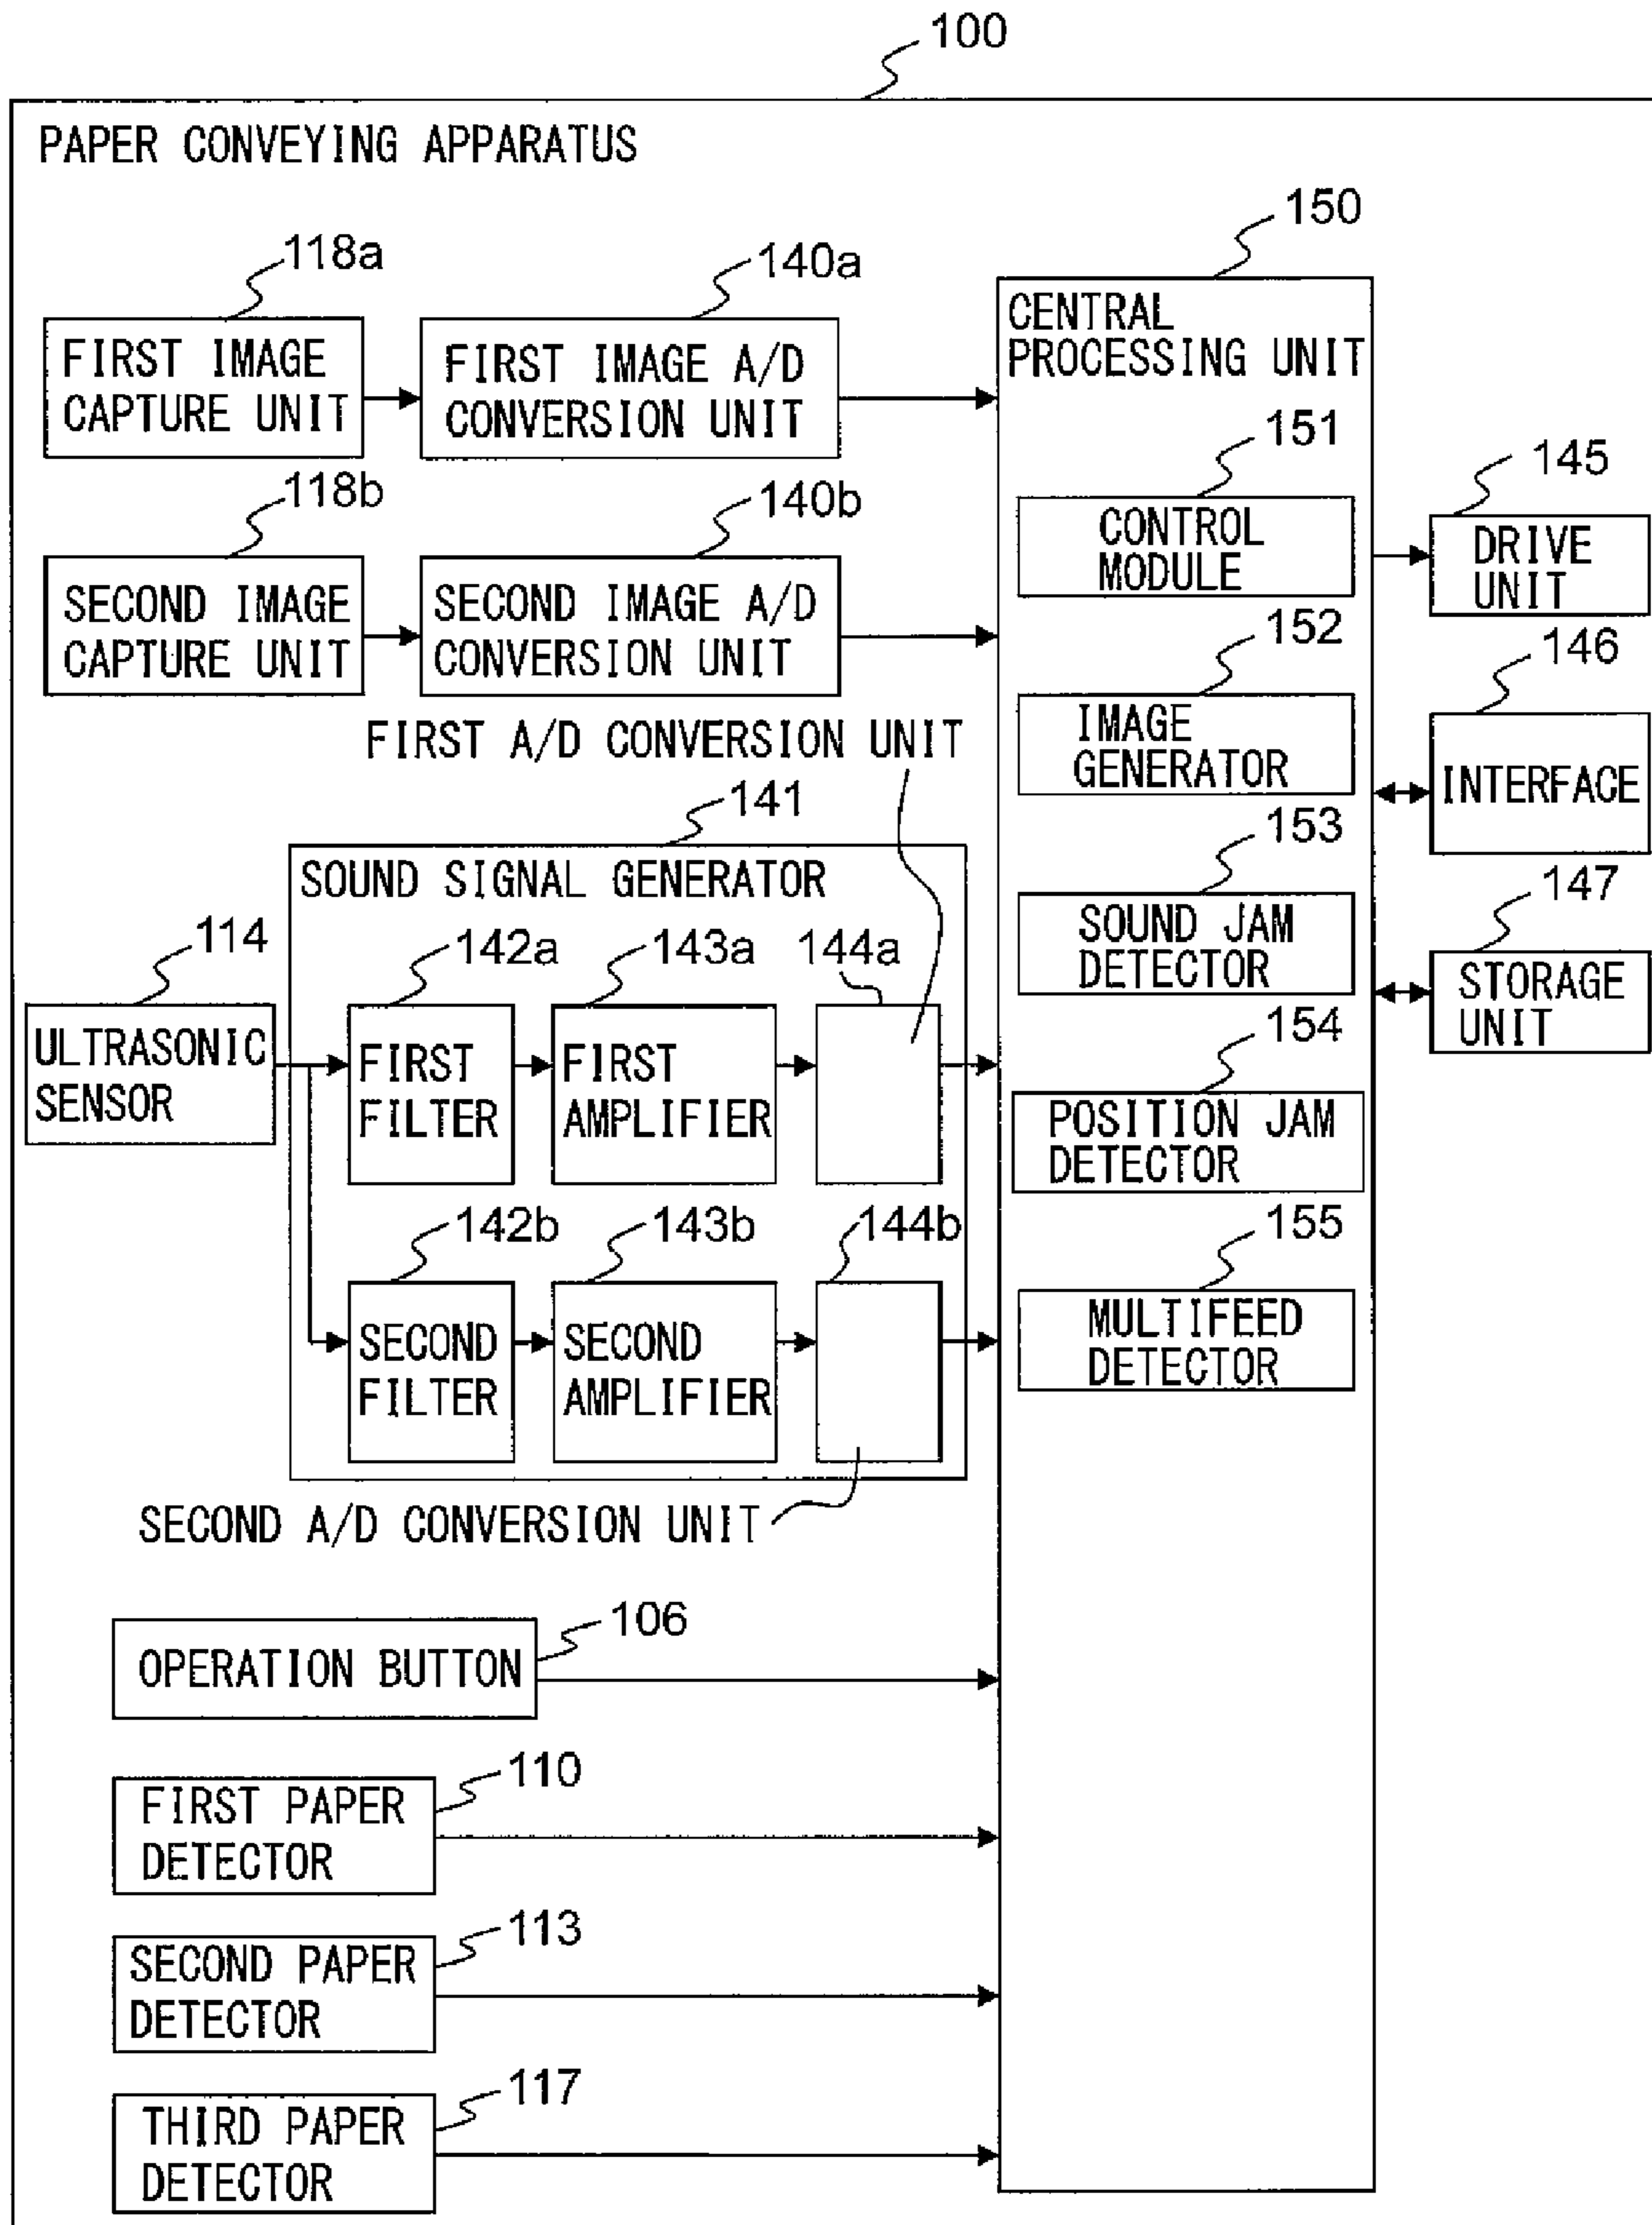 100
PAPER CONVEYING APPARATUS
150
118a
140a
FIRST IMAGE
CAPTURE UNIT
FIRST IMAGE A/D
CONVERSION UNIT
CENTRAL
PROCESSING UNIT
151
145
118b
140b
CONTROL
MODULE
DRIVE
UNIT
SECOND IMAGE
CAPTURE UNIT
SECOND IMAGE A/D
CONVERSION UNIT
152
146
FIRST A/D CONVERSION UNIT
IMAGE
GENERATOR
INTERFACE
141
153
147
SOUND SIGNAL GENERATOR
SOUND JAM
DETECTOR
STORAGE
UNIT
114
142a
143a
144a
154
ULTRASONIC
SENSOR
FIRST
FILTER
FIRST
AMPLIFIER
POSITION JAM
DETECTOR
142b
143b
144b
155
SECOND
FILTER
SECOND
AMPLIFIER
MULTIFEED
DETECTOR
SECOND A/D CONVERSION UNIT
106
OPERATION BUTTON
110
FIRST PAPER
DETECTOR
113
SECOND PAPER
DETECTOR
117
THIRD PAPER
DETECTOR